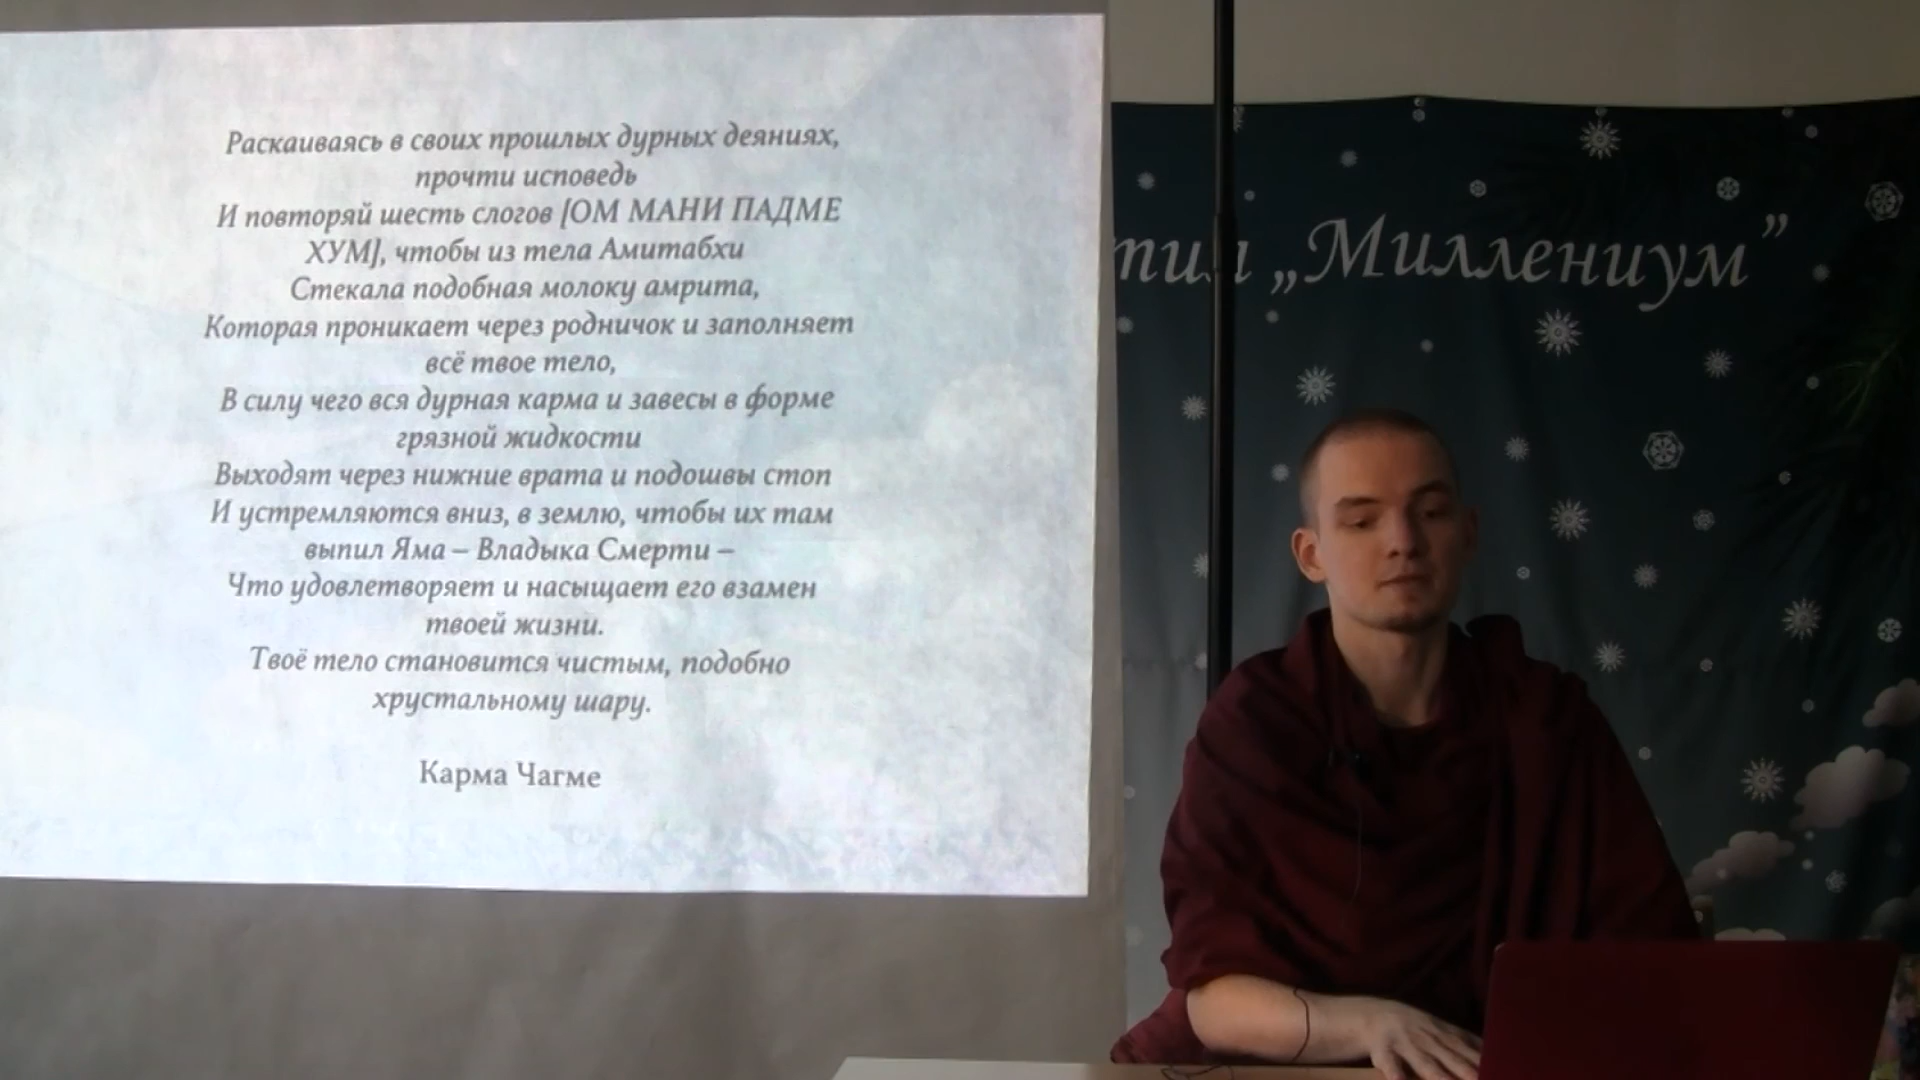 Раскаиваясь в своих прошлых дурных деяниях,
прочти исповедь
И повторяй шесть слогов [ОМ МАНИ ПАДМЕ
ХУМ], чтобы из тела Амитабхи
Стекала подобная молоку амрита,
Которая проникает через родничок и заполняет
всё твое тело,
В силу чего вся дурная карма и завесы в форме
грязной жидкости
Выходят через нижние врата и подошвы стоп
И устремляются вниз, в землю, чтобы их там
выпил Яма – Владыка Смерти –
Что удовлетворяет и насыщает его взамен
твоей жизни.
Твоё тело становится чистым, подобно
хрустальному шару.
Карма Чагме
„Миллениум”